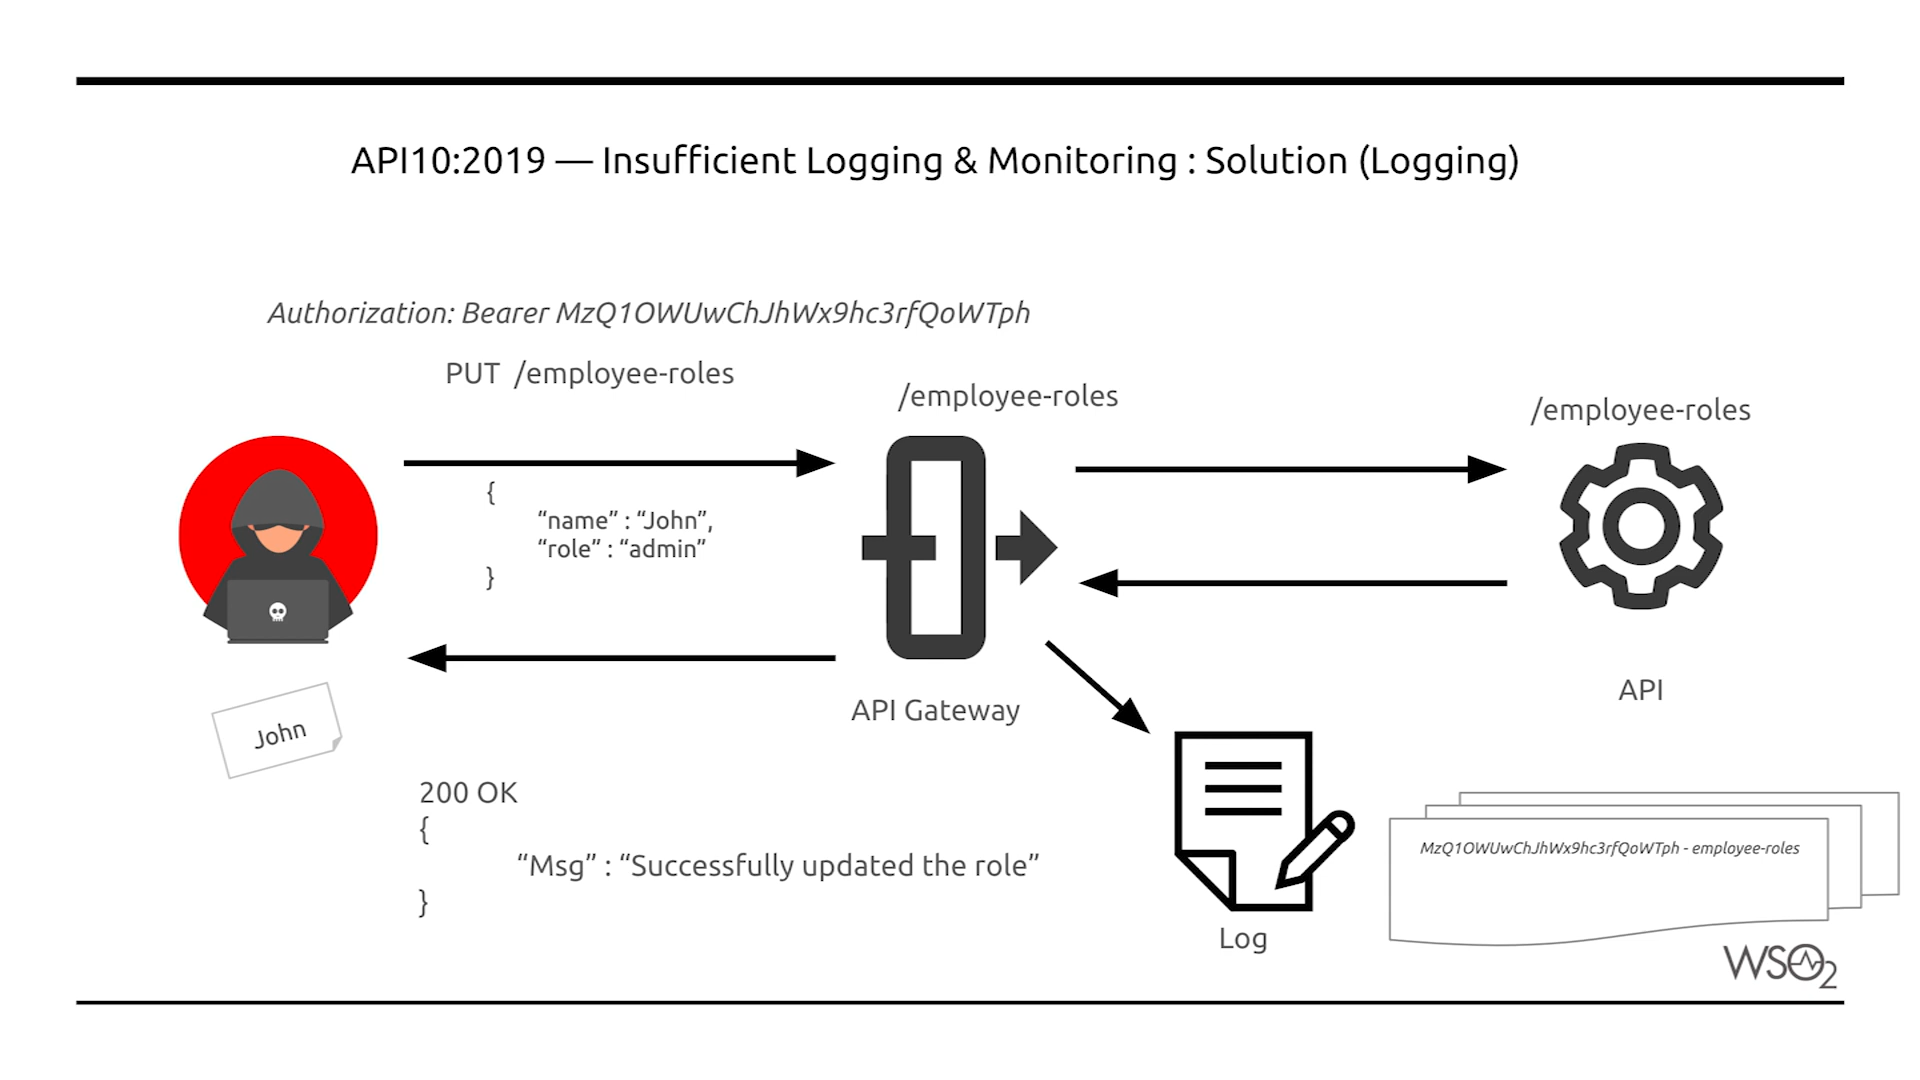 API10:2019 — Insufficient Logging & Monitoring : Solution (Logging)
Authorization: Bearer MzQ1OWUwChJhWx9hc3rfQoWTph
PUT /employee-roles
/employee-roles
/employee-roles
{
“name” : “John”,
“role” : “admin”
}
API Gateway
API
John
200 OK
{
“Msg” : “Successfully updated the role”
}
Log
MzQ1OWUwChJhWx9hc3rfQoWTph - employee-roles
WSO2